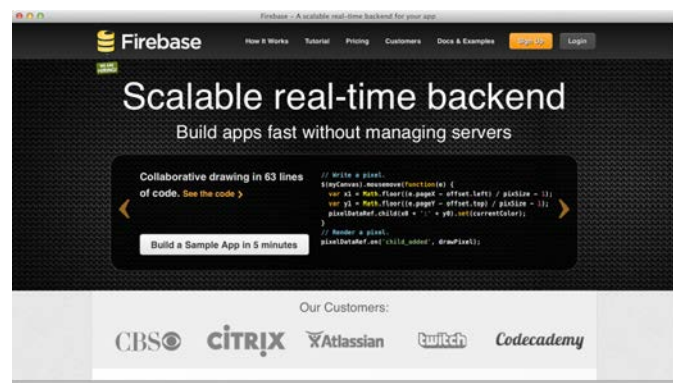 Firebase - A scalable real-time backend for your app
Firebase
How It Works Tutorial Pricing Customers Docs & Examples Sign Up Login
Scalable real-time backend
Build apps fast without managing servers
Collaborative drawing in 63 lines
of code. See the code ›
Build a Sample App in 5 minutes
// Write a pixel.
$(myCanvas).mousemove(function(e) {
var x1 = Math.floor((e.pageX - offset.left) / pixSize - 1);
var y1 = Math.floor((e.pageY - offset.top) / pixSize - 1);
pixelDataRef.child(x0 + ':' + y0).set(currentColor);
}
// Render a pixel.
pixelDataRef.on('child_added', drawPixel);
Our Customers:
CBS CİTRIX Atlassian twitch Codecademy